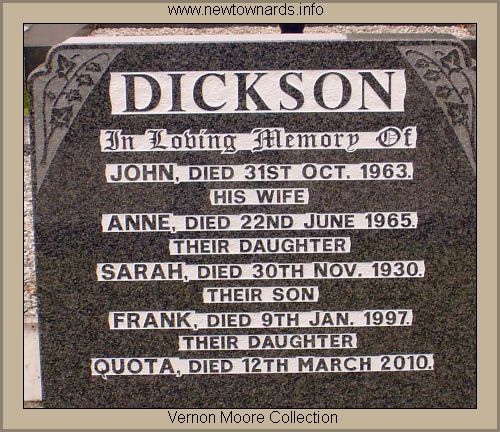 www.newtownards.info
DICKSON
In Loving Memory Of
JOHN, DIED 31ST OCT. 1963.
HIS WIFE
ANNE, DIED 22ND JUNE 1965.
THEIR DAUGHTER
SARAH, DIED 30TH NOV. 1930.
THEIR SON
FRANK, DIED 9TH JAN. 1997.
THEIR DAUGHTER
QUOTA, DIED 12TH MARCH 2010.
Vernon Moore Collection